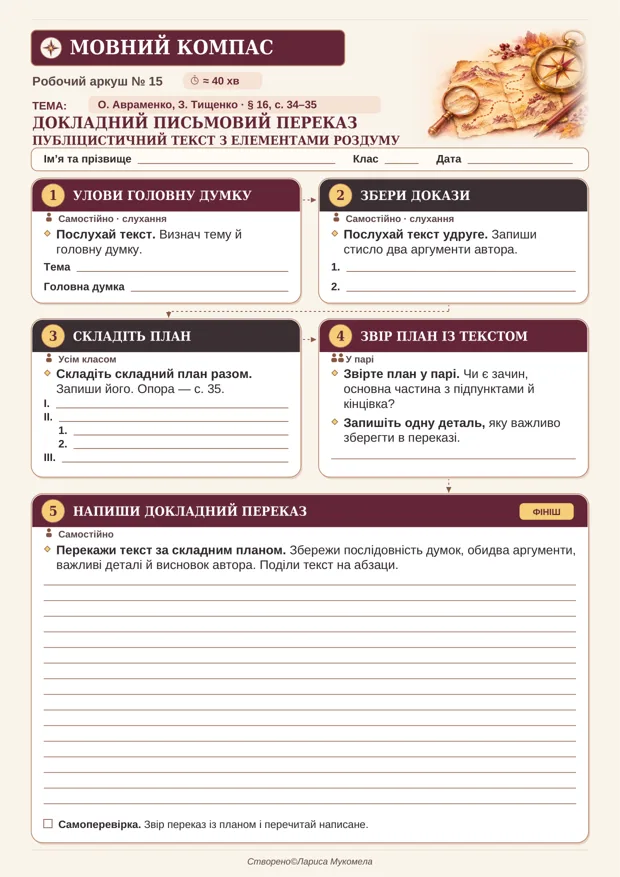 МОВНИЙ КОМПАС
Робочий аркуш № 15
≈ 40 хв
ТЕМА:
О. Авраменко, З. Тищенко · § 16, с. 34–35
ДОКЛАДНИЙ ПИСЬМОВИЙ ПЕРЕКАЗ
ПУБЛІЦИСТИЧНИЙ ТЕКСТ З ЕЛЕМЕНТАМИ РОЗДУМУ
Ім’я та прізвище
Клас
Дата
1 УЛОВИ ГОЛОВНУ ДУМКУ
Самостійно · слухання
Послухай текст. Визнач тему й
головну думку.
Тема
Головна думка
2 ЗБЕРИ ДОКАЗИ
Самостійно · слухання
Послухай текст удруге. Запиши
стисло два аргументи автора.
1.
2.
3 СКЛАДІТЬ ПЛАН
Усім класом
Складіть складний план разом.
Запиши його. Опора — с. 35.
I.
II.
1.
2.
III.
4 ЗВІР ПЛАН ІЗ ТЕКСТОМ
У парі
Звірте план у парі. Чи є зачин,
основна частина з підпунктами й
кінцівка?
Запишіть одну деталь, яку важливо
зберегти в переказі.
5 НАПИШИ ДОКЛАДНИЙ ПЕРЕКАЗ
ФІНІШ
Самостійно
Перекажи текст за складним планом. Збережи послідовність думок, обидва аргументи,
важливі деталі й висновок автора. Поділи текст на абзаци.
Самоперевірка. Звір переказ із планом і перечитай написане.
Створено©Лариса Мукомела